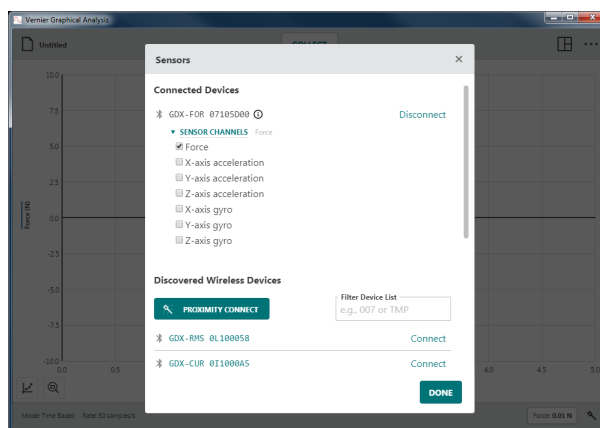 Vernier Graphical Analysis
Untitled
COLLECT
Sensors
Connected Devices
GDX-FOR 07105D00
Disconnect
SENSOR CHANNELS Force
Force
X-axis acceleration
Y-axis acceleration
Z-axis acceleration
X-axis gyro
Y-axis gyro
Z-axis gyro
Discovered Wireless Devices
PROXIMITY CONNECT
Filter Device List
e.g., 007 or TMP
GDX-RMS 0L100058
Connect
GDX-CUR 0I1000A5
Connect
DONE
10.0
7.5
5.0
2.5
0.0
-2.5
-5.0
-7.5
-10.0
Force (N)
0.0 0.5 4.0 4.5 5.0
Mode: Time Based Rate: 50 samples/s
Force: 0.01 N